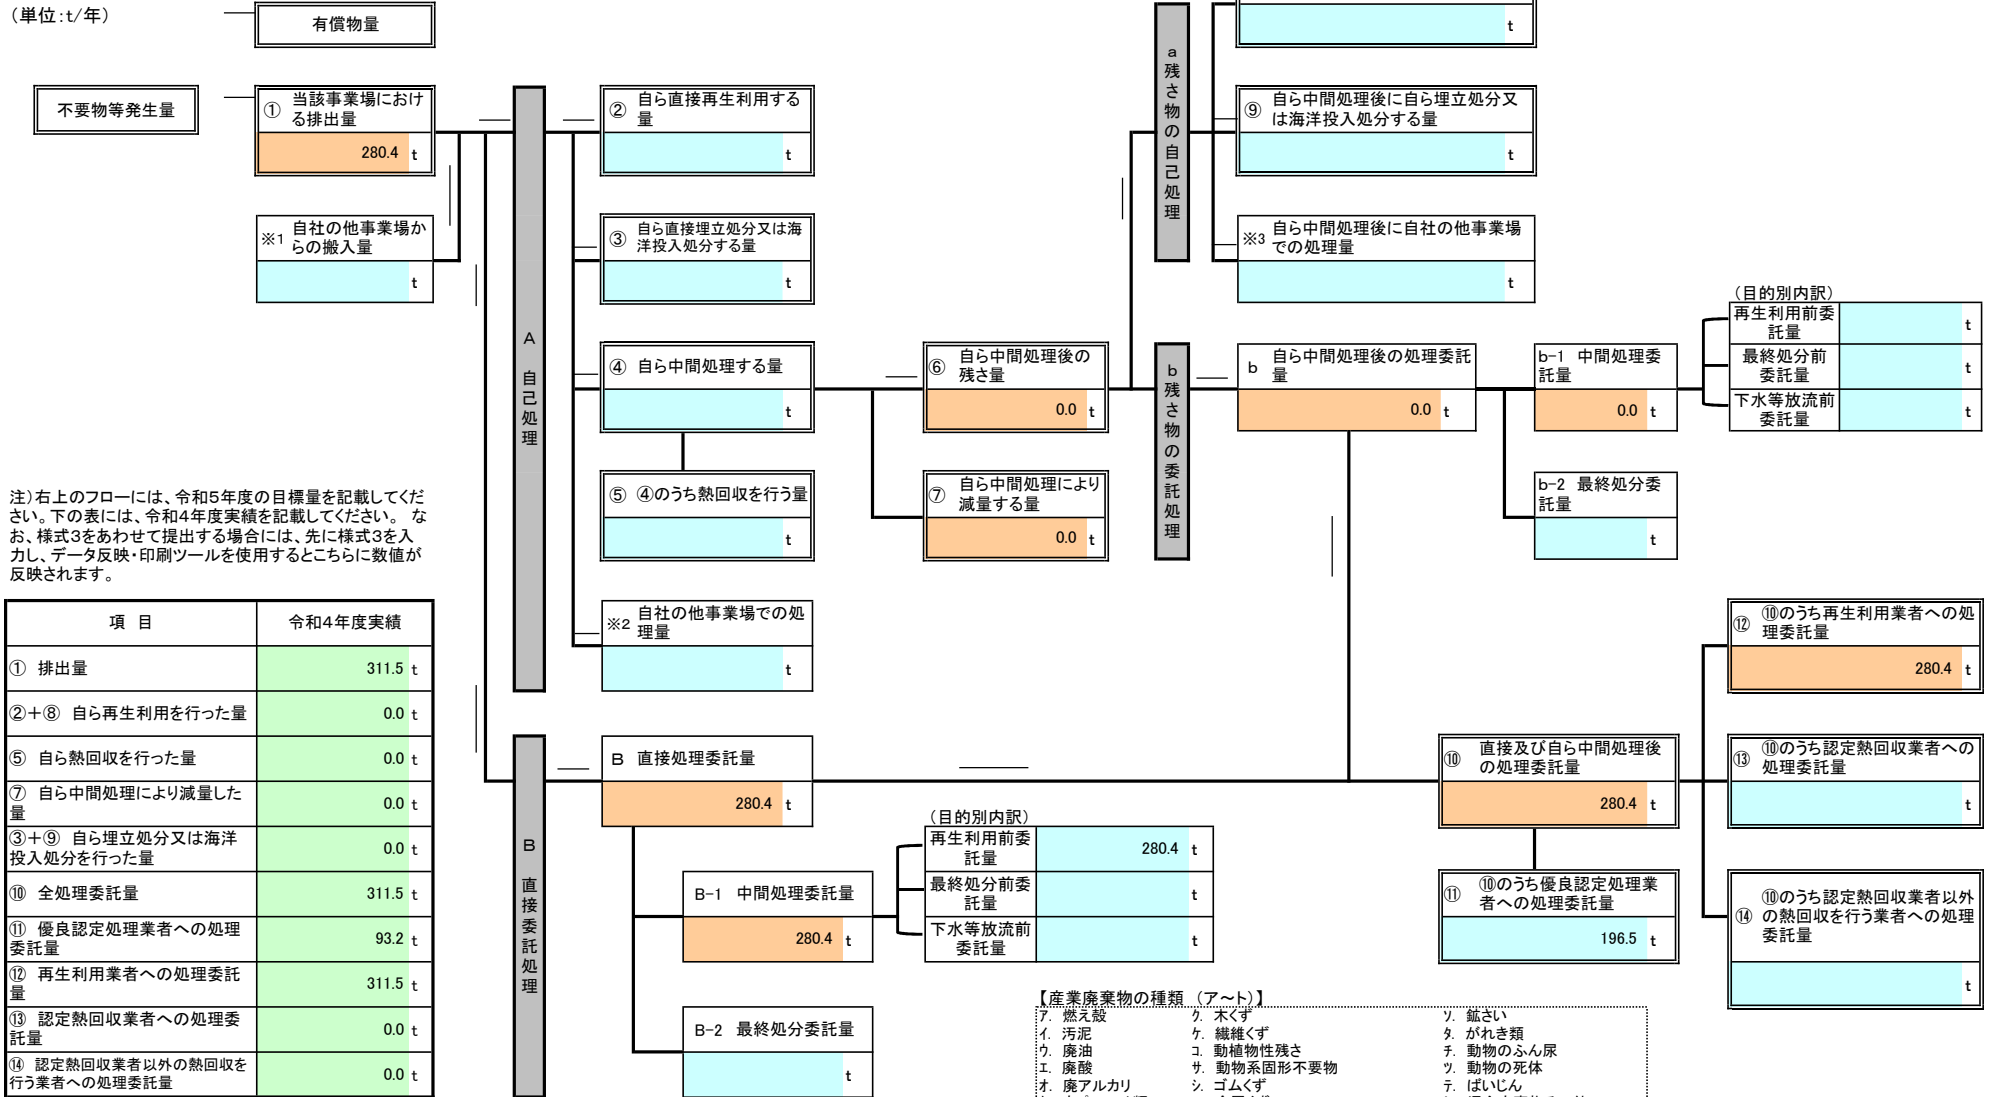 (単位:t/年)
有償物量
t
不要物等発生量
① 当該事業場におけ
る排出量
280.4 t
※1 自社の他事業場か
らの搬入量
t
A 自己処理
② 自ら直接再生利用する
量
t
③ 自ら直接埋立処分又は海
洋投入処分する量
t
④ 自ら中間処理する量
t
⑤ ④のうち熱回収を行う量
t
※2 自社の他事業場での処
理量
t
⑥ 自ら中間処理後の
残さ量
0.0 t
⑦ 自ら中間処理により
減量する量
0.0 t
a 残さ物の自己処理
⑨ 自ら中間処理後に自ら埋立処分又
は海洋投入処分する量
t
※3 自ら中間処理後に自社の他事業場
での処理量
t
b 残さ物の委託処理
b 自ら中間処理後の処理委託
量
0.0 t
b-1 中間処理委
託量
0.0 t
(目的別内訳)
再生利用前委
託量 t
最終処分前
委託量 t
下水等放流前
委託量 t
b-2 最終処分委
託量
t
注)右上のフローには、令和5年度の目標量を記載してくだ
さい。下の表には、令和4年度実績を記載してください。 な
お、様式3をあわせて提出する場合には、先に様式3を入
力し、データ反映・印刷ツールを使用するとこちらに数値が
反映されます。
項 目 令和4年度実績
① 排出量 311.5 t
②+⑧ 自ら再生利用を行った量 0.0 t
⑤ 自ら熱回収を行った量 0.0 t
⑦ 自ら中間処理により減量した
量 0.0 t
③+⑨ 自ら埋立処分又は海洋
投入処分を行った量 0.0 t
⑩ 全処理委託量 311.5 t
⑪ 優良認定処理業者への処理
委託量 93.2 t
⑫ 再生利用業者への処理委託
量 311.5 t
⑬ 認定熱回収業者への処理委
託量 0.0 t
⑭ 認定熱回収業者以外の熱回収を
行う業者への処理委託量 0.0 t
B 直接委託処理
B 直接処理委託量
280.4 t
B-1 中間処理委託量
280.4 t
(目的別内訳)
再生利用前委
託量 280.4 t
最終処分前委
託量 t
下水等放流前
委託量 t
B-2 最終処分委託量
t
⑩ 直接及び自ら中間処理後
の処理委託量
280.4 t
⑪ ⑩のうち優良認定処理業
者への処理委託量
196.5 t
⑫ ⑩のうち再生利用業者への処
理委託量
280.4 t
⑬ ⑩のうち認定熱回収業者への
処理委託量
t
⑭ ⑩のうち認定熱回収業者以外
の熱回収を行う業者への処理
委託量
t
【産業廃棄物の種類 (ア~ト)】
ア. 燃え殻 ク. 木くず ソ. 鉱さい
イ. 汚泥 ケ. 繊維くず タ. がれき類
ウ. 廃油 コ. 動植物性残さ チ. 動物のふん尿
エ. 廃酸 サ. 動物系固形不要物 ツ. 動物の死体
オ. 廃アルカリ シ. ゴムくず テ. ばいじん